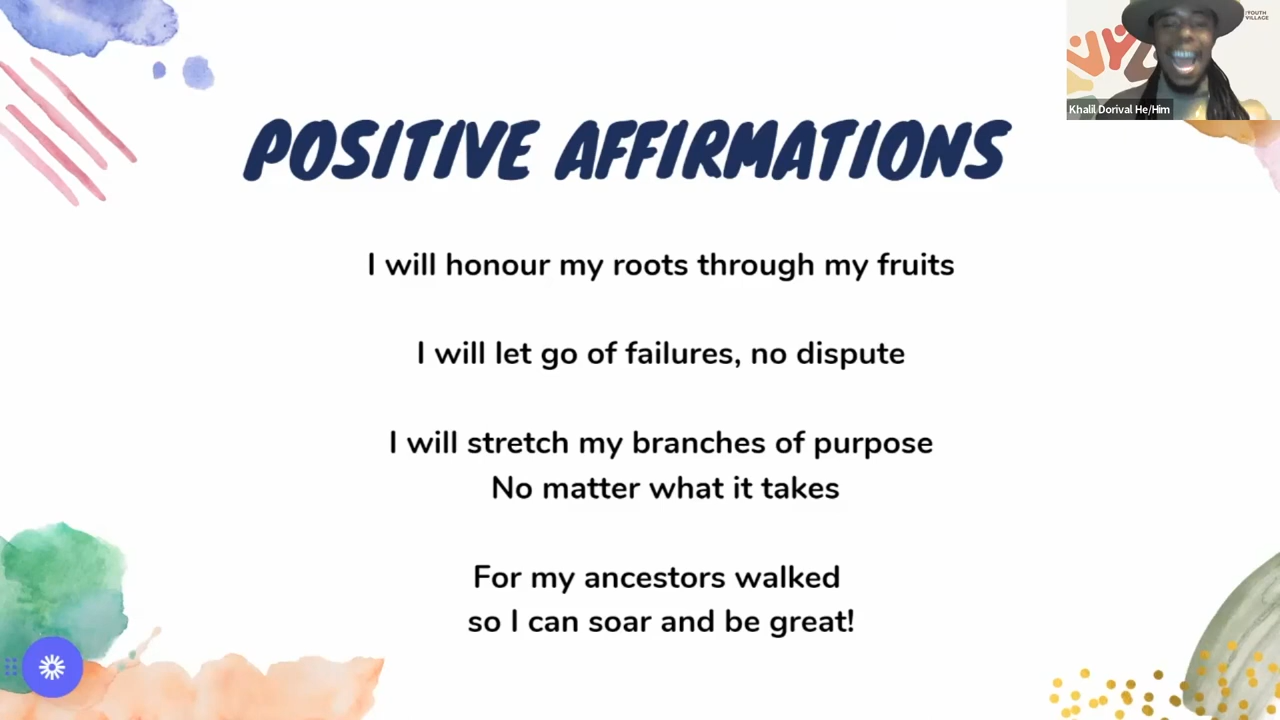 YOUTH
VILLAGE
Khalil Dorival He/Him
POSITIVE AFFIRMATIONS
I will honour my roots through my fruits
I will let go of failures, no dispute
I will stretch my branches of purpose
No matter what it takes
For my ancestors walked
so I can soar and be great!